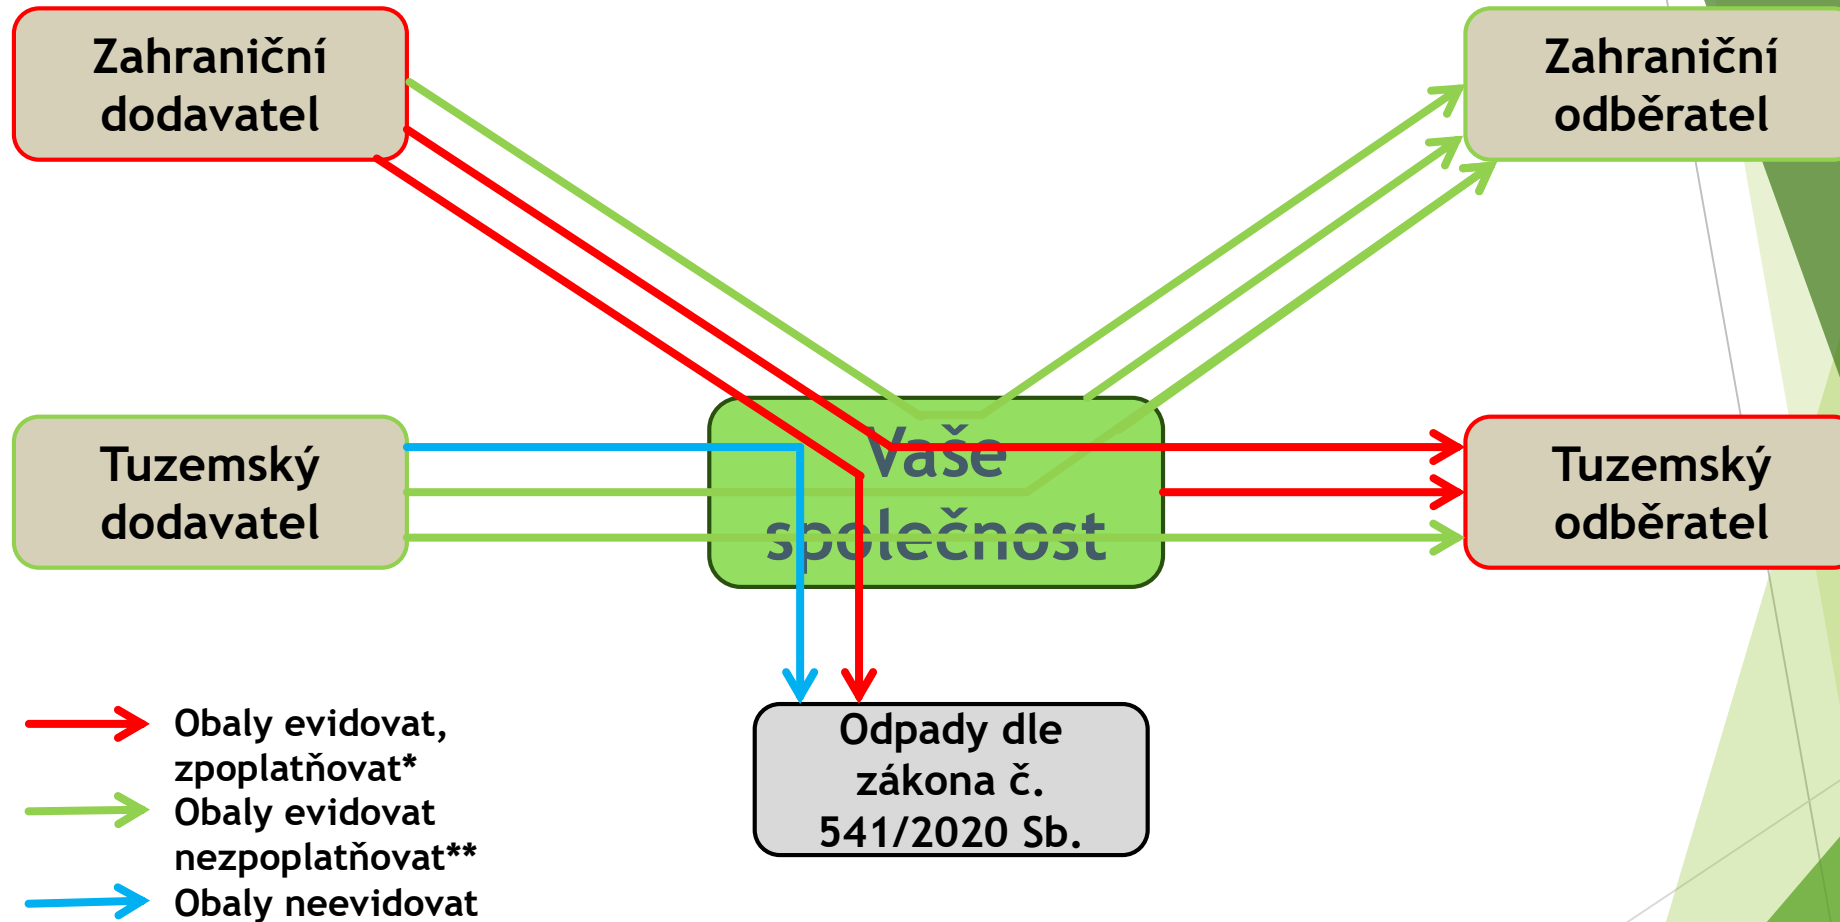 Zahraniční
dodavatel
Zahraniční
odběratel
Tuzemský
dodavatel
Vaše
společnost
Tuzemský
odběratel
Odpady dle
zákona č.
541/2020 Sb.
Obaly evidovat,
zpoplatňovat*
Obaly evidovat
nezpoplatňovat**
Obaly neevidovat